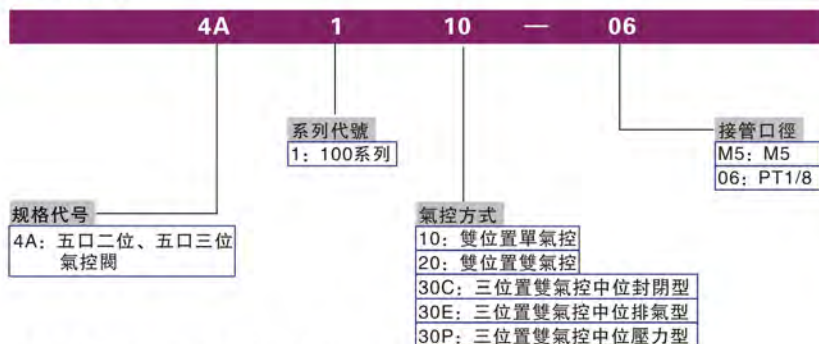 4A 1 10 — 06
系列代號
1：100系列
接管口徑
M5：M5
06：PT1/8
规格代号
4A：五口二位、五口三位
氣控閥
氣控方式
10：雙位置單氣控
20：雙位置雙氣控
30C：三位置雙氣控中位封閉型
30E：三位置雙氣控中位排氣型
30P：三位置雙氣控中位壓力型